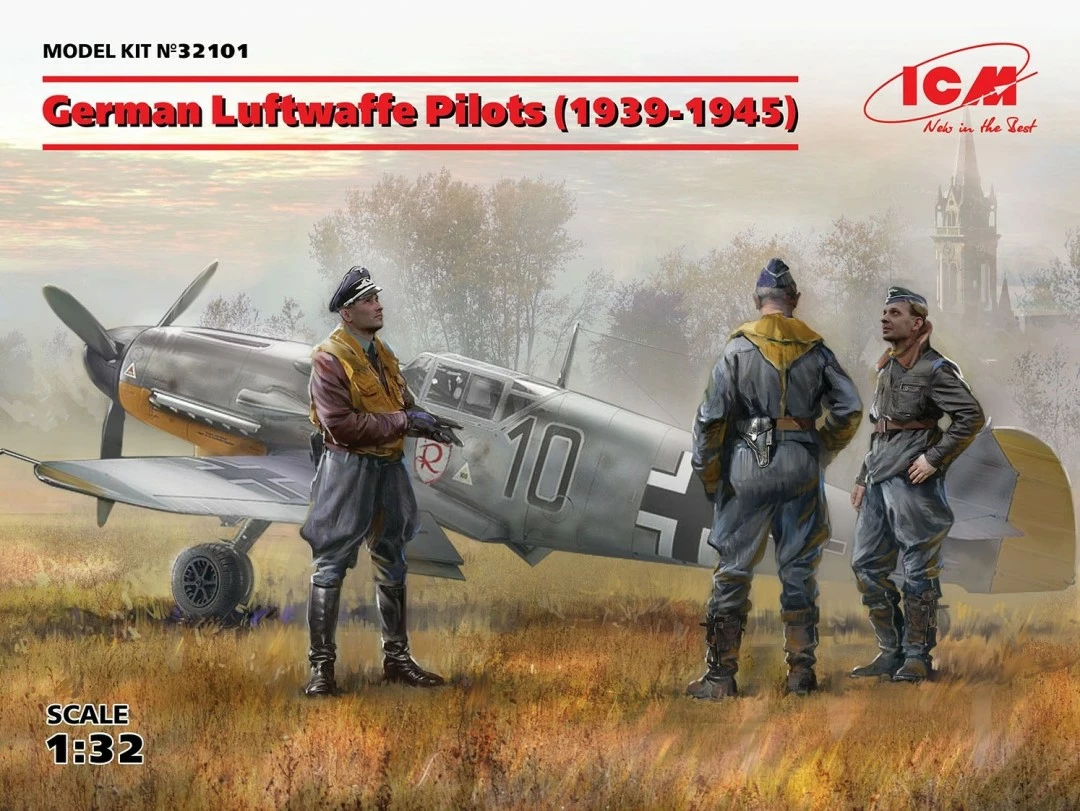 MODEL KIT №32101
German Luftwaffe Pilots (1939-1945)
ICM
New in the Best
R
10
SCALE
1:32